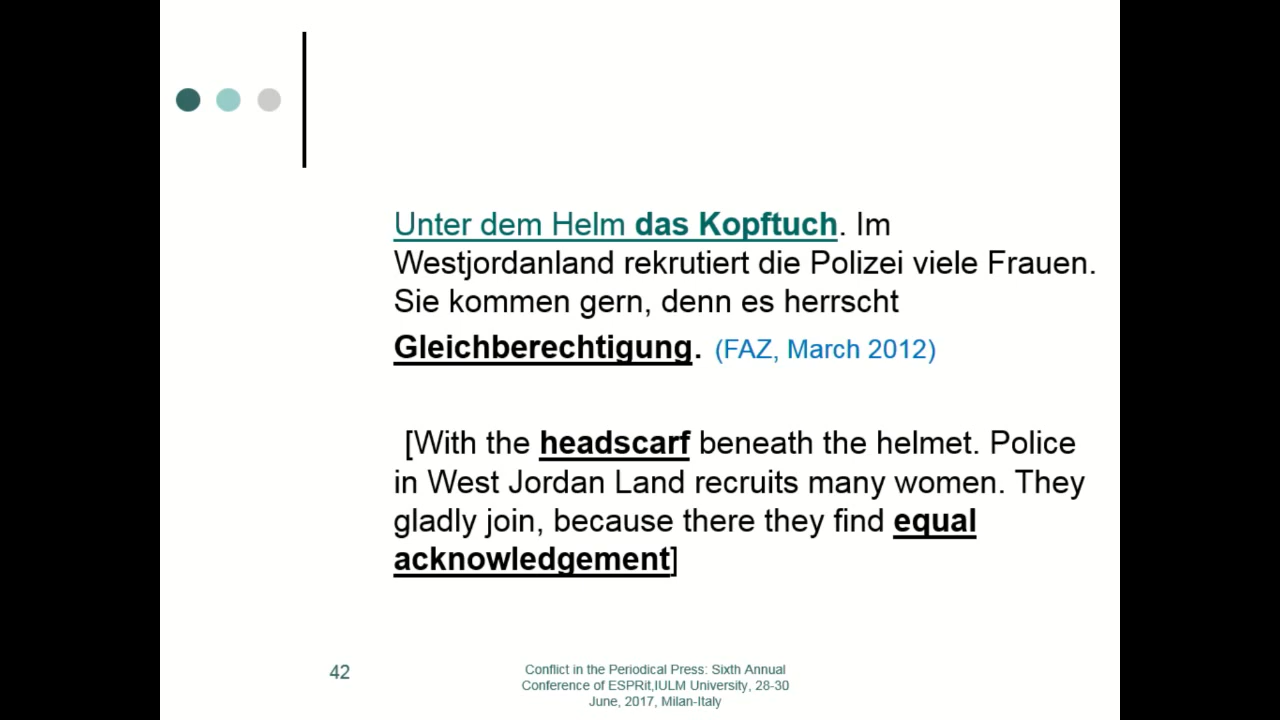 Unter dem Helm das Kopftuch. Im
Westjordanland rekrutiert die Polizei viele Frauen.
Sie kommen gern, denn es herrscht
Gleichberechtigung. (FAZ, March 2012)
[With the headscarf beneath the helmet. Police
in West Jordan Land recruits many women. They
gladly join, because there they find equal
acknowledgement]
42
Conflict in the Periodical Press: Sixth Annual
Conference of ESPRit,IULM University, 28-30
June, 2017, Milan-Italy